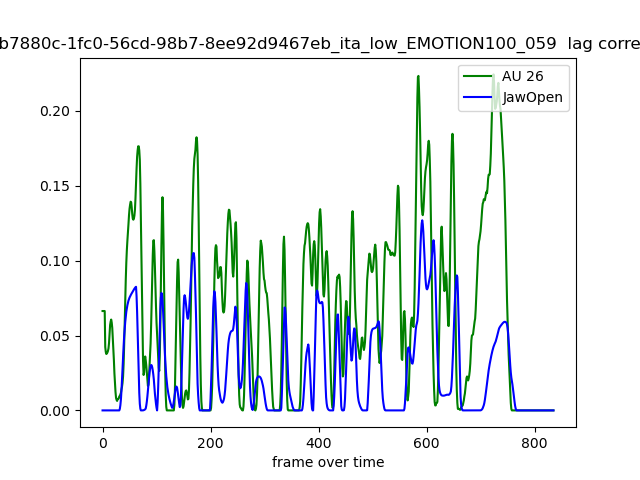 b7880c-1fc0-56cd-98b7-8ee92d9467eb_ita_low_EMOTION100_059  lag corre
AU 26
JawOpen
0.20
0.15
0.10
0.05
0.00
0 200 400 600 800
frame over time